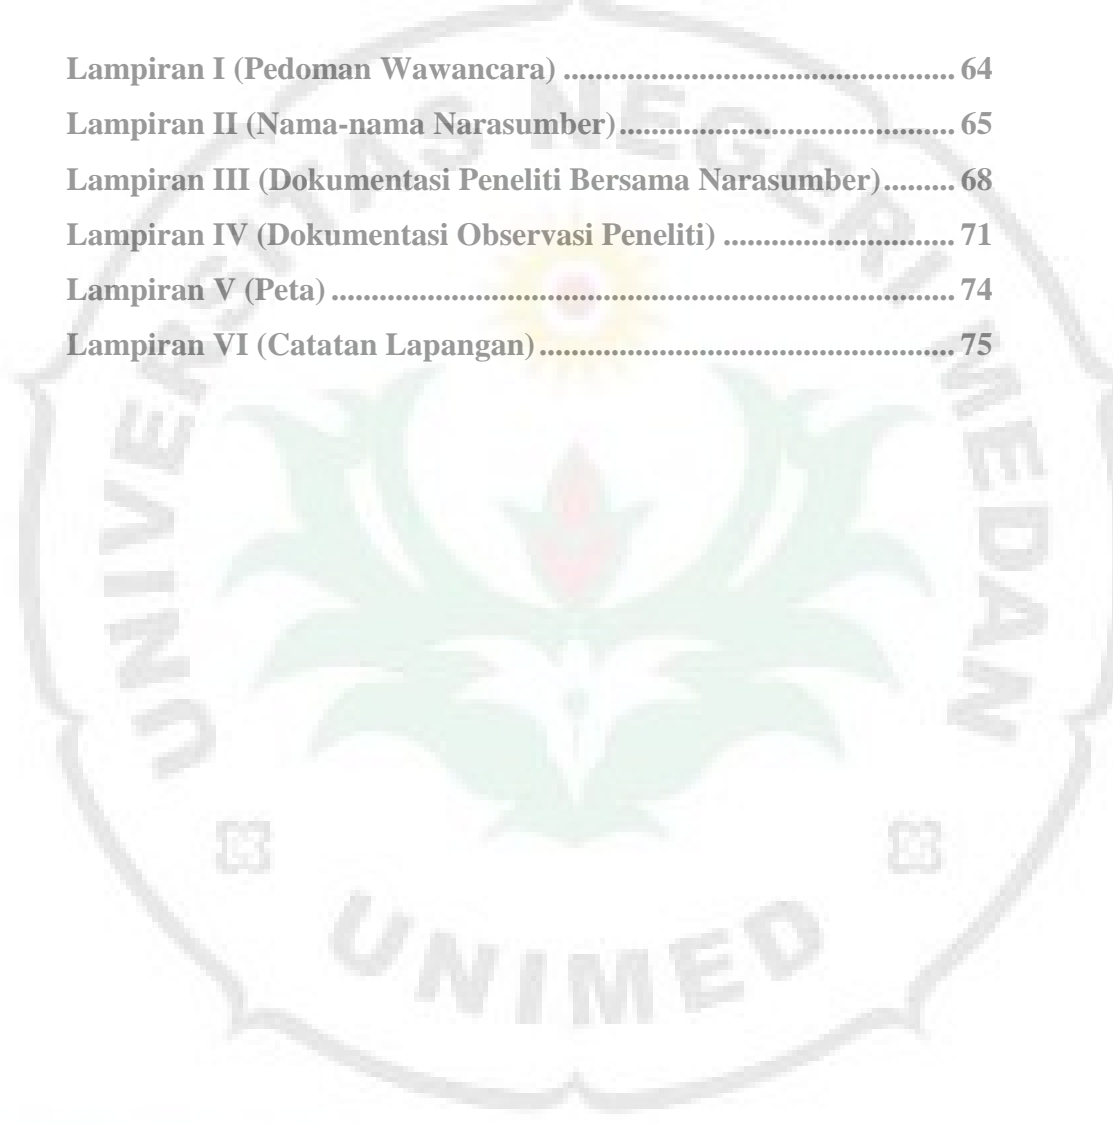 Lampiran I (Pedoman Wawancara) ................................................. 64
Lampiran II (Nama-nama Narasumber) .......................................... 65
Lampiran III (Dokumentasi Peneliti Bersama Narasumber) ......... 68
Lampiran IV (Dokumentasi Observasi Peneliti) ............................. 71
Lampiran V (Peta) .............................................................................. 74
Lampiran VI (Catatan Lapangan) .................................................... 75
UNIVERSITAS NEGERI MEDAN
UNIMED